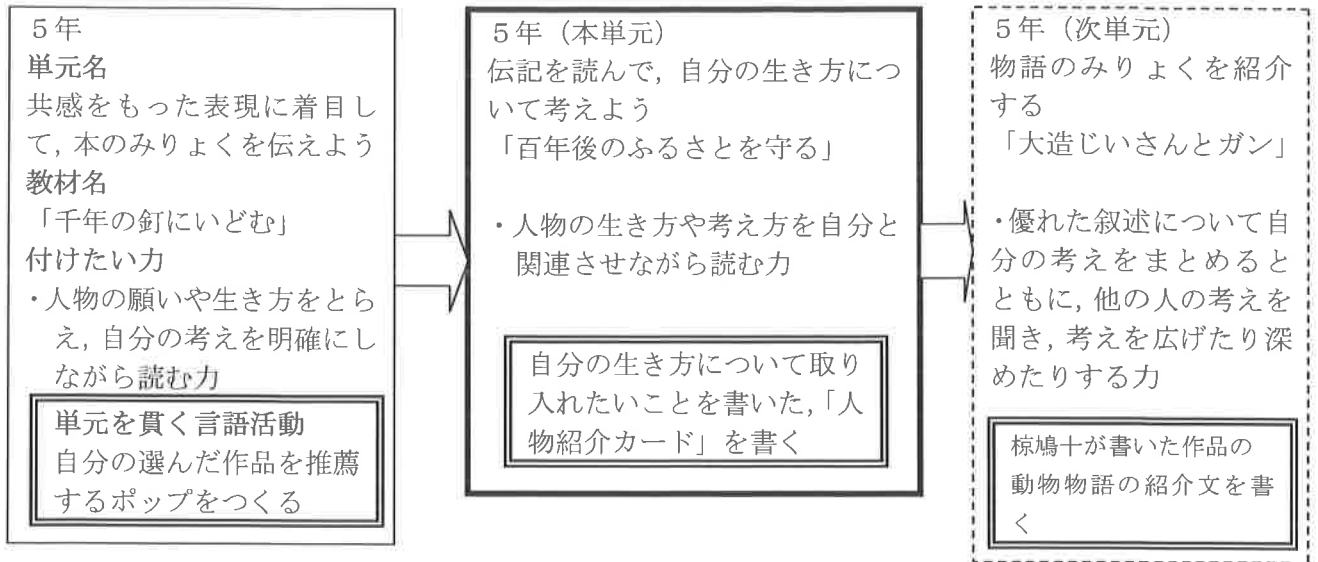 5年
単元名
共感をもった表現に着目し
て,本のみりょくを伝えよう
教材名
「千年の釘にいどむ」
付けたい力
・人物の願いや生き方をとら
え,自分の考えを明確にし
ながら読む力
単元を貫く言語活動
自分の選んだ作品を推薦
するポップをつくる
5年(本単元)
伝記を読んで,自分の生き方につ
いて考えよう
「百年後のふるさとを守る」
・人物の生き方や考え方を自分と
関連させながら読む力
自分の生き方について取り
入れたいことを書いた,「人
物紹介カード」を書く
5年(次単元)
物語のみりょくを紹介
する
「大造じいさんとガン」
・優れた叙述について自
分の考えをまとめると
ともに,他の人の考えを
聞き,考えを広げたり深
めたりする力
椋鳩十が書いた作品の
動物物語の紹介文を書
く